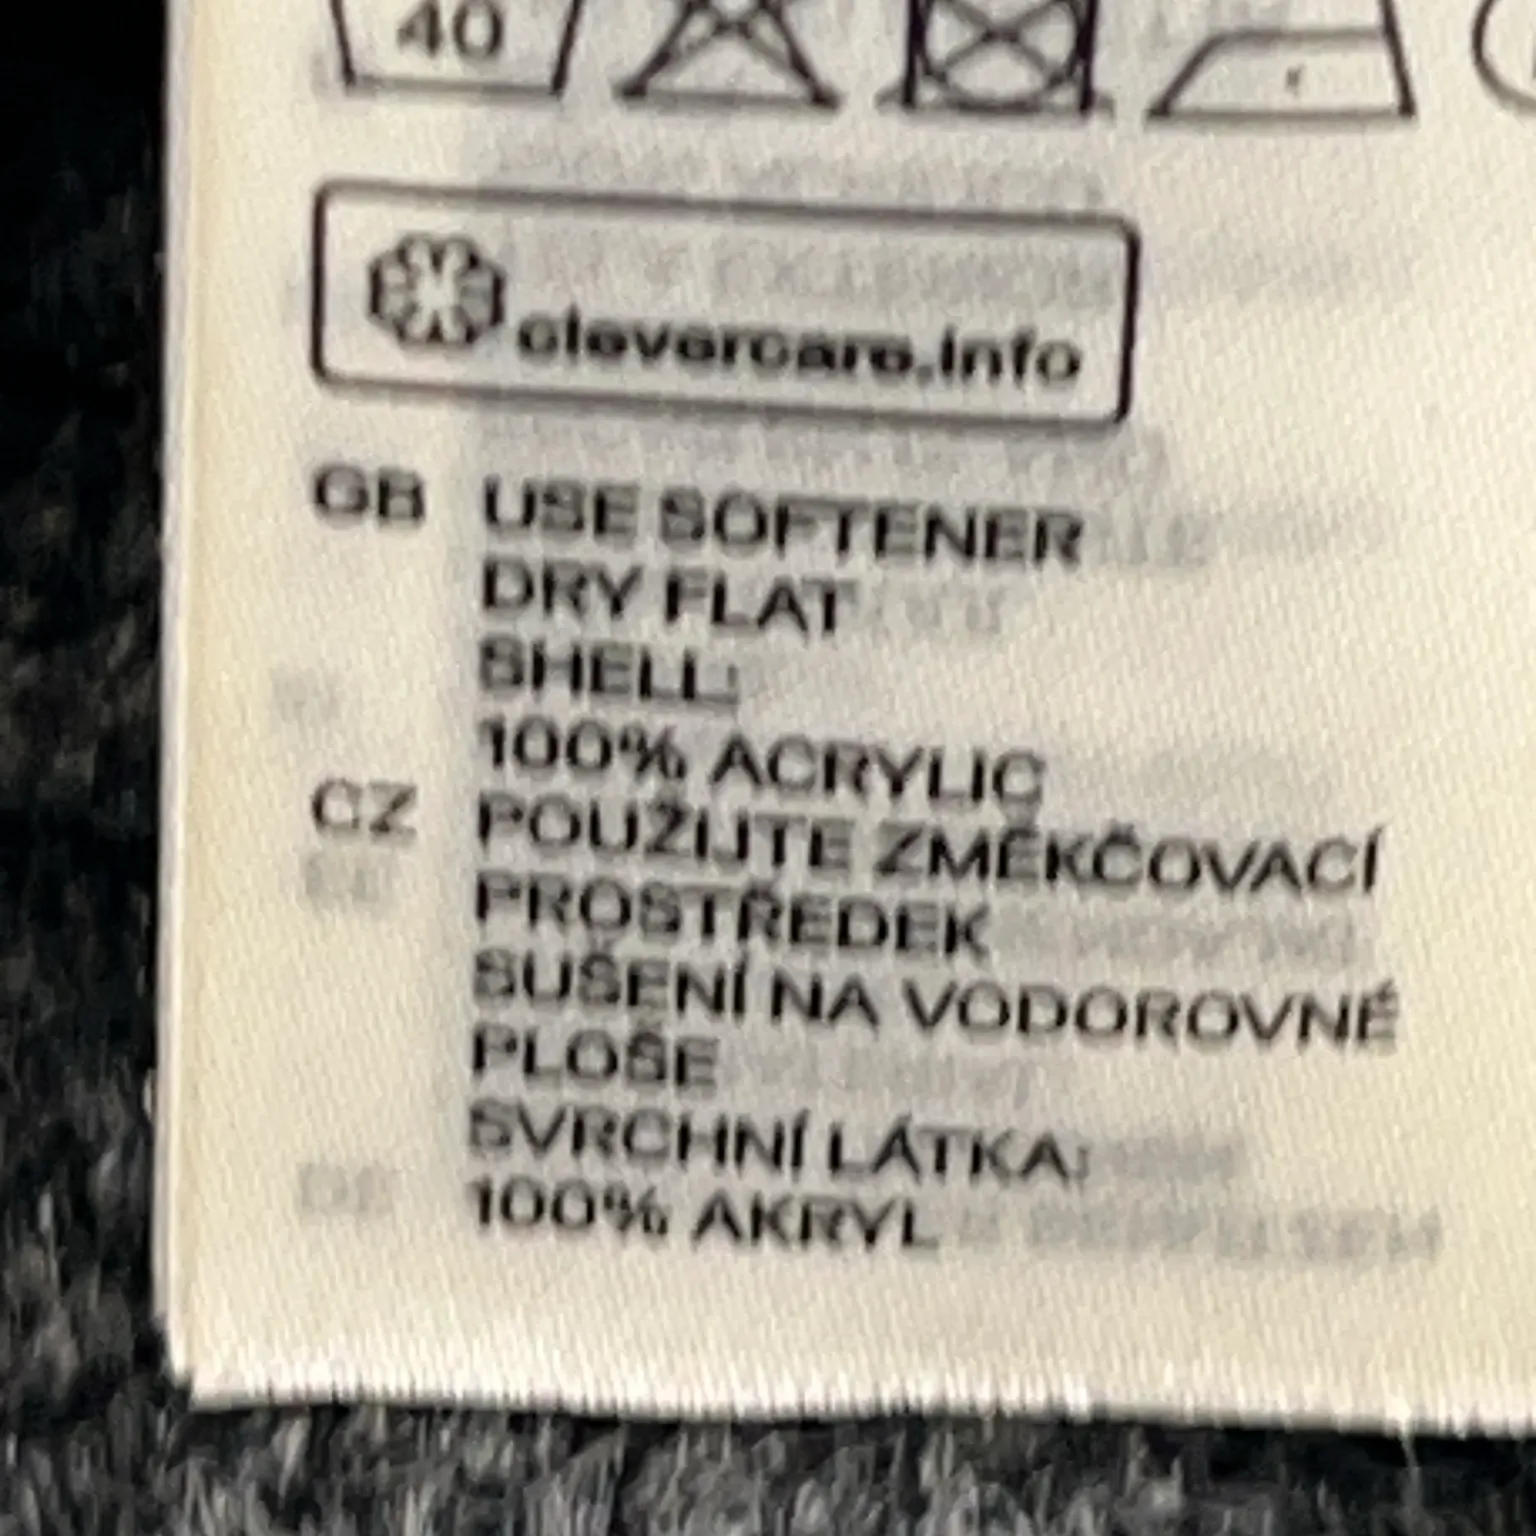 40
clevercare.info
GB USE SOFTENER
DRY FLAT
SHELL:
100% ACRYLIC
CZ POUŽIJTE ZMĚKČOVACÍ
PROSTŘEDEK
SUŠENÍ NA VODOROVNÉ
PLOŠE
SVRCHNÍ LÁTKA:
100% AKRYL